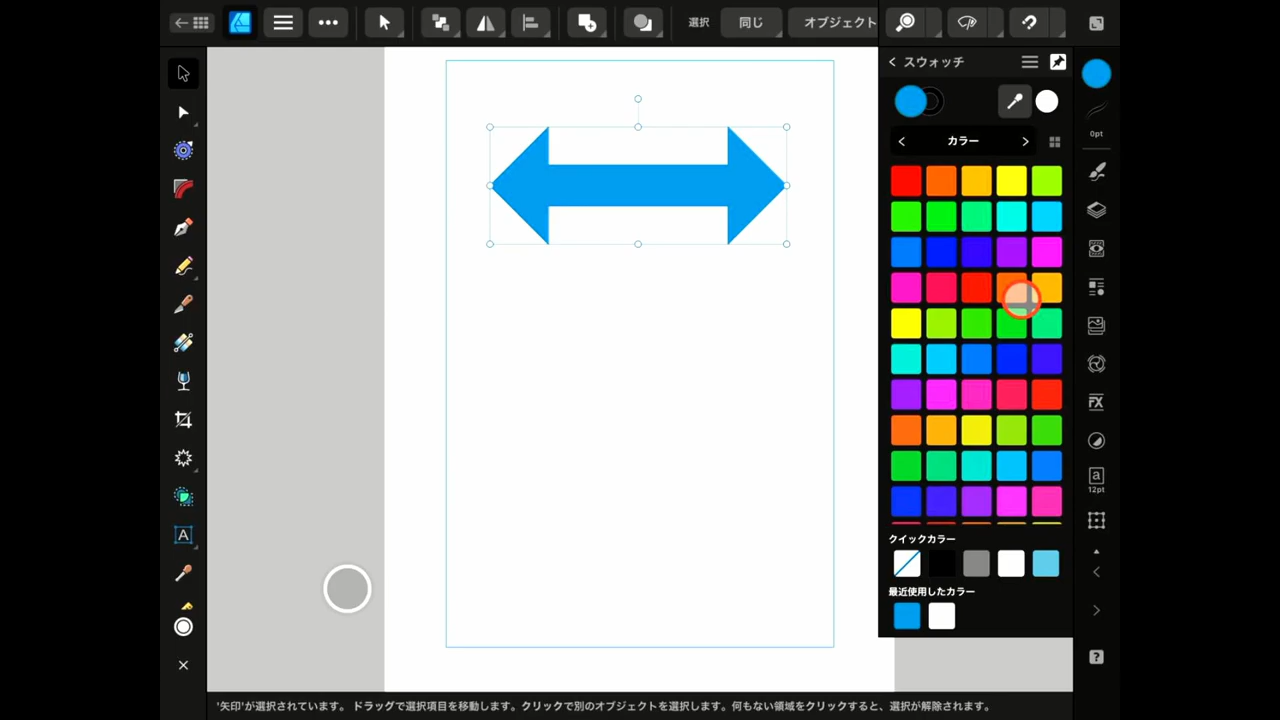 選択
同じ
オブジェクト
スウォッチ
カラー
0pt
FX
a
12pt
A
クイックカラー
最近使用したカラー
?
'矢印'が選択されています。 ドラッグで選択項目を移動します。クリックで別のオブジェクトを選択します。何もない領域をクリックすると、選択が解除されます。